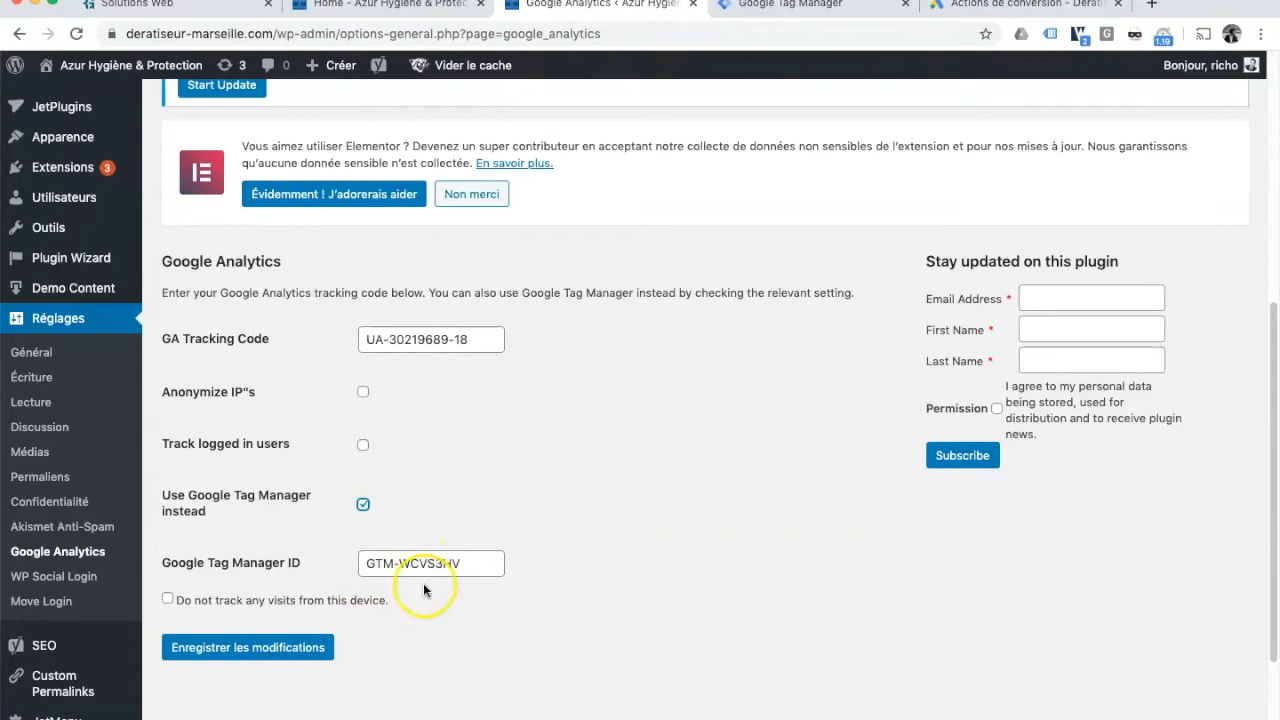 Solutions Web
Home - Azur Hygiène & Protec
Google Analytics ‹ Azur Hygiè
Google Tag Manager
Actions de conversion - Derati
deratiseur-marseille.com/wp-admin/options-general.php?page=google_analytics
2
G
1.19
Azur Hygiène & Protection
3
0
Créer
Vider le cache
Bonjour, richo
JetPlugins
Apparence
Extensions 3
Utilisateurs
Outils
Plugin Wizard
Demo Content
Réglages
Général
Écriture
Lecture
Discussion
Médias
Permaliens
Confidentialité
Akismet Anti-Spam
Google Analytics
WP Social Login
Move Login
SEO
Custom
Permalinks
JetMenu
Start Update
Vous aimez utiliser Elementor ? Devenez un super contributeur en acceptant notre collecte de données non sensibles de l'extension et pour nos mises à jour. Nous garantissons
qu'aucune donnée sensible n'est collectée. En savoir plus.
Évidemment ! J'adorerais aider
Non merci
Google Analytics
Enter your Google Analytics tracking code below. You can also use Google Tag Manager instead by checking the relevant setting.
GA Tracking Code
UA-30219689-18
Anonymize IP"s
Track logged in users
Use Google Tag Manager
instead
Google Tag Manager ID
GTM-WCVS3HV
Do not track any visits from this device.
Enregistrer les modifications
Stay updated on this plugin
Email Address *
First Name *
Last Name *
Permission
I agree to my personal data
being stored, used for
distribution and to receive plugin
news.
Subscribe